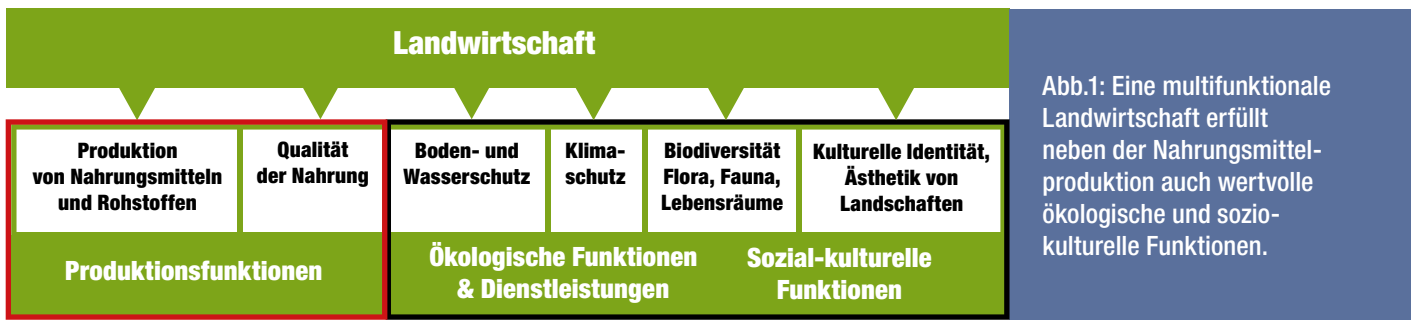 Landwirtschaft
Produktion
von Nahrungsmitteln
und Rohstoffen
Qualität
der Nahrung
Boden- und
Wasserschutz
Klima-
schutz
Biodiversität
Flora, Fauna,
Lebensräume
Kulturelle Identität,
Ästhetik von
Landschaften
Produktionsfunktionen
Ökologische Funktionen
& Dienstleistungen
Sozial-kulturelle
Funktionen
Abb.1: Eine multifunktionale
Landwirtschaft erfüllt
neben der Nahrungsmittel-
produktion auch wertvolle
ökologische und sozio-
kulturelle Funktionen.